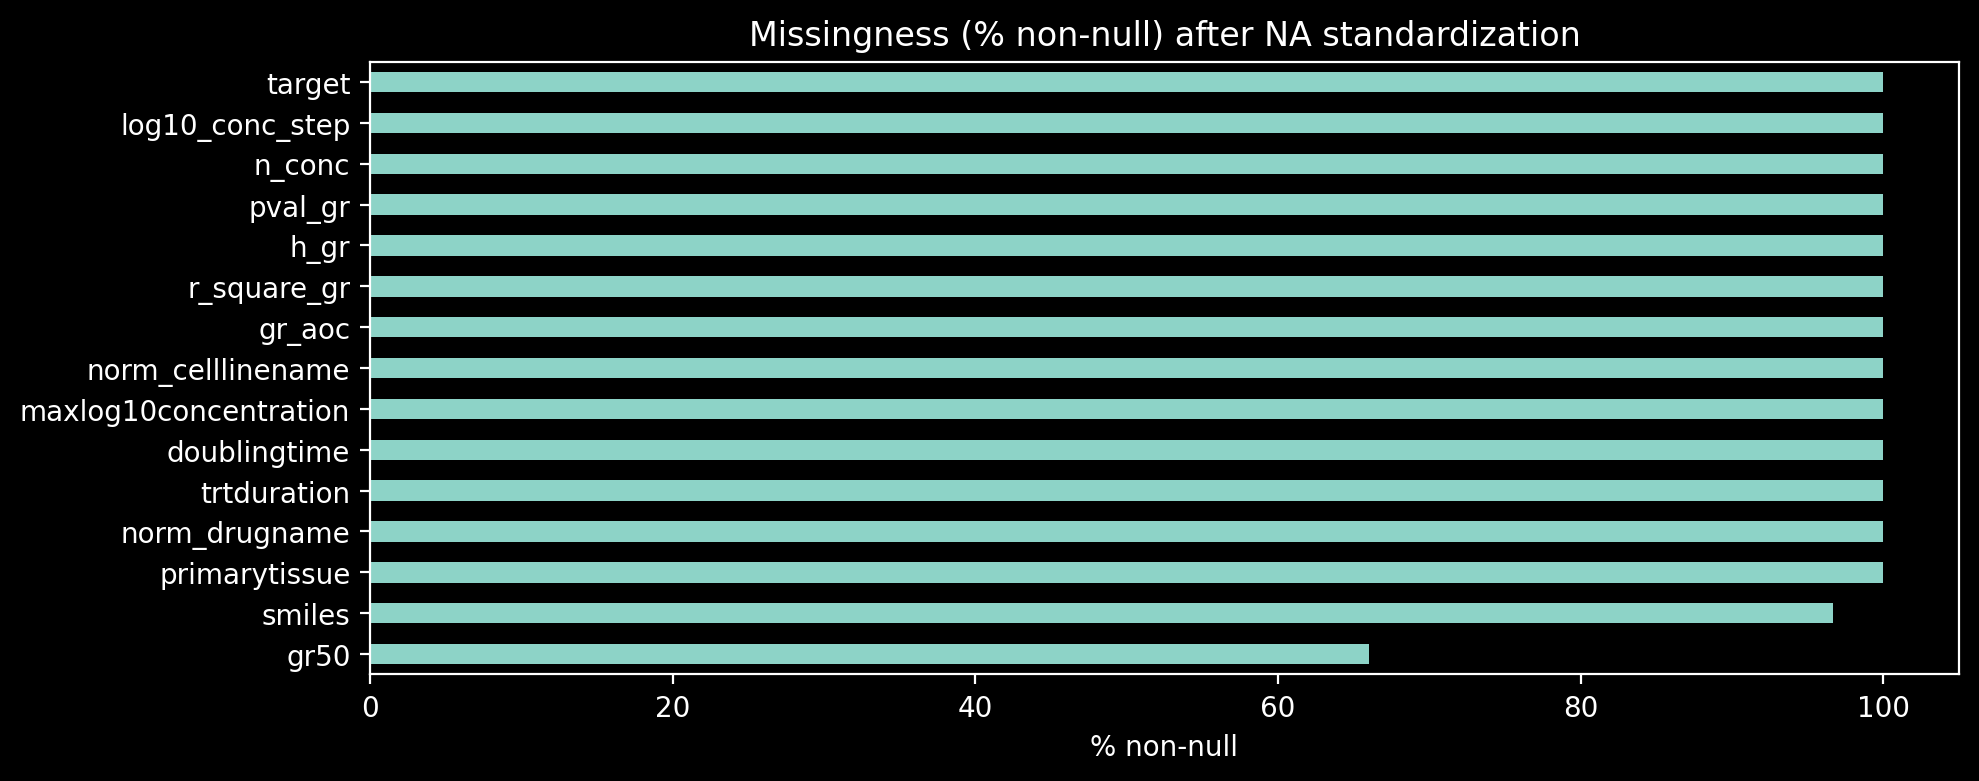 Missingness (% non-null) after NA standardization
target
log10_conc_step
n_conc
pval_gr
h_gr
r_square_gr
gr_aoc
norm_celllinename
maxlog10concentration
doublingtime
trtduration
norm_drugname
primarytissue
smiles
gr50
0 20 40 60 80 100
% non-null